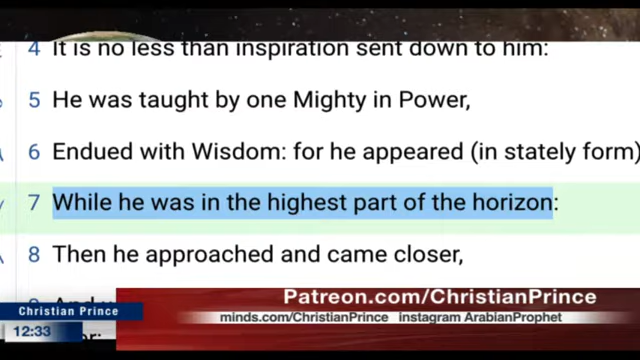 4 It is no less than inspiration sent down to him:
5 He was taught by one Mighty in Power,
6 Endued with Wisdom: for he appeared (in stately form)
7 While he was in the highest part of the horizon:
8 Then he approached and came closer,
Christian Prince
12:33
Patreon.com/ChristianPrince
minds.com/ChristianPrince instagram ArabianProphet